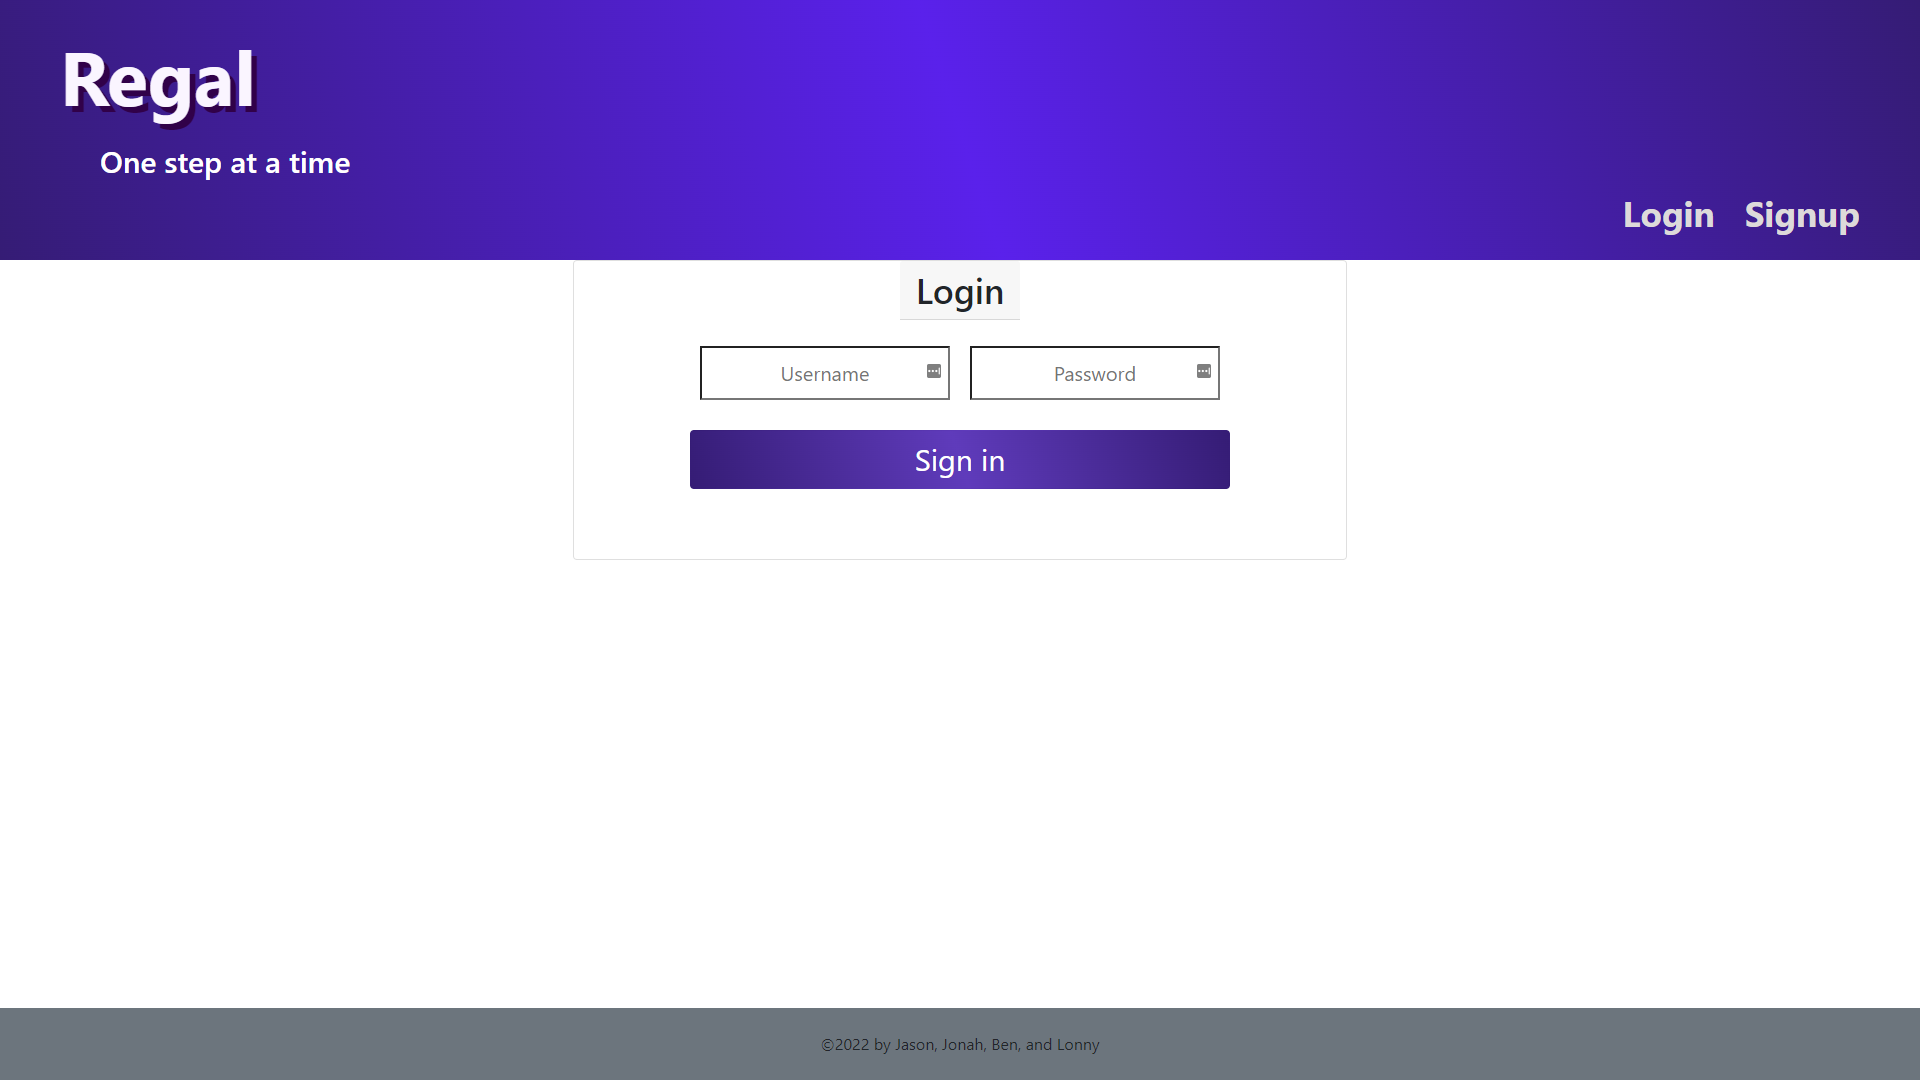 Regal
One step at a time
Login Signup
Login
Username Password
Sign in
©2022 by Jason, Jonah, Ben, and Lonny